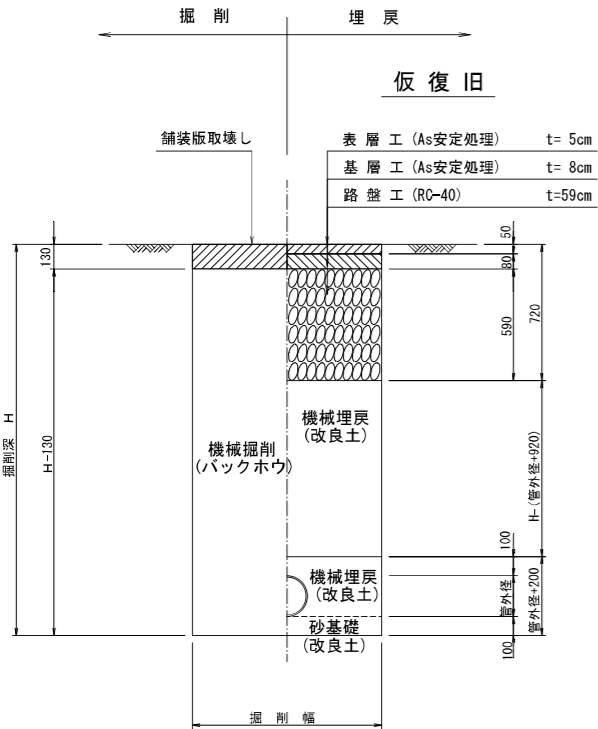 掘削
埋戻
仮復旧
舗装版取壊し
表層工(As安定処理) t= 5cm
基層工(As安定処理) t= 8cm
路盤工(RC-40) t=59cm
50
130
80
590
720
機械埋戻
(改良土)
機械掘削
(バックホウ)
掘削深 H
H-130
H-(管外径+920)
100
機械埋戻
(改良土)
管外径
管外径+200
砂基礎
(改良土)
100
掘削幅